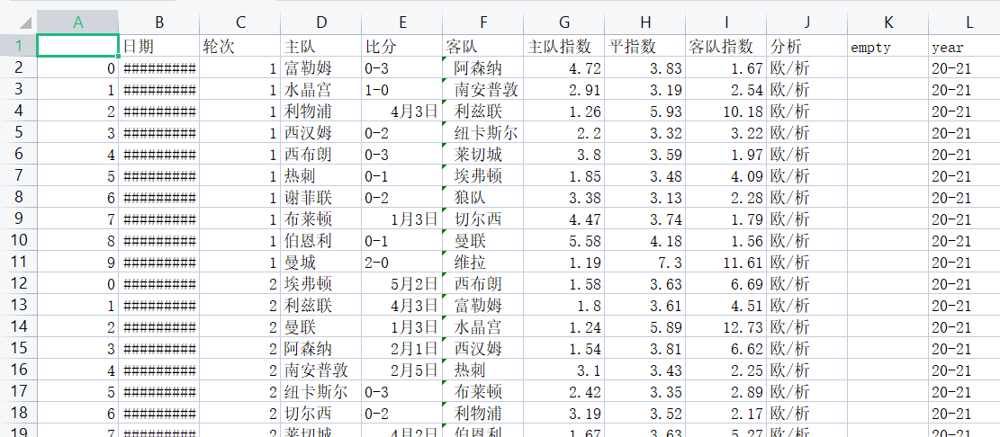 A B C D E F G H I J K L
1 日期 轮次 主队 比分 客队 主队指数 平指数 客队指数 分析 empty year
2 0 ######### 1 富勒姆 0-3 阿森纳 4.72 3.83 1.67 欧/析 20-21
3 1 ######### 1 水晶宫 1-0 南安普敦 2.91 3.19 2.54 欧/析 20-21
4 2 ######### 1 利物浦 4月3日 利兹联 1.26 5.93 10.18 欧/析 20-21
5 3 ######### 1 西汉姆 0-2 纽卡斯尔 2.2 3.32 3.22 欧/析 20-21
6 4 ######### 1 西布朗 0-3 莱切城 3.8 3.59 1.97 欧/析 20-21
7 5 ######### 1 热刺 0-1 埃弗顿 1.85 3.48 4.09 欧/析 20-21
8 6 ######### 1 谢菲联 0-2 狼队 3.38 3.13 2.28 欧/析 20-21
9 7 ######### 1 布莱顿 1月3日 切尔西 4.47 3.74 1.79 欧/析 20-21
10 8 ######### 1 伯恩利 0-1 曼联 5.58 4.18 1.56 欧/析 20-21
11 9 ######### 1 曼城 2-0 维拉 1.19 7.3 11.61 欧/析 20-21
12 0 ######### 2 埃弗顿 5月2日 西布朗 1.58 3.63 6.69 欧/析 20-21
13 1 ######### 2 利兹联 4月3日 富勒姆 1.8 3.61 4.51 欧/析 20-21
14 2 ######### 2 曼联 1月3日 水晶宫 1.24 5.89 12.73 欧/析 20-21
15 3 ######### 2 阿森纳 2月1日 西汉姆 1.54 3.81 6.62 欧/析 20-21
16 4 ######### 2 南安普敦 2月5日 热刺 3.1 3.43 2.25 欧/析 20-21
17 5 ######### 2 纽卡斯尔 0-3 布莱顿 2.42 3.35 2.89 欧/析 20-21
18 6 ######### 2 切尔西 0-2 利物浦 3.19 3.52 2.17 欧/析 20-21
19 7 ######### 2 莱切城 4月2日 伯恩利 1.67 3.63 5.27 欧/析 20-21